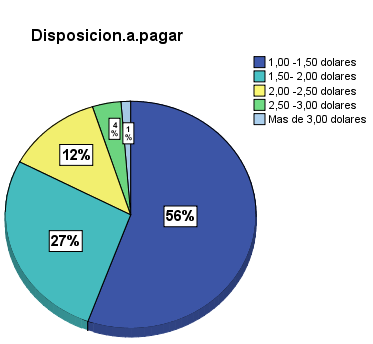 Disposicion.a.pagar
1,00 -1,50 dolares
1,50- 2,00 dolares
2,00 -2,50 dolares
2,50 -3,00 dolares
Mas de 3,00 dolares
4
%
1
%
12%
27%
56%